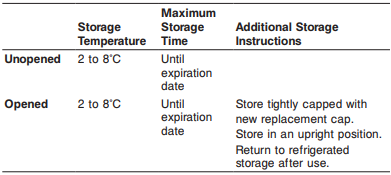 Storage Temperature Maximum Storage Time Additional Storage Instructions
Unopened 2 to 8°C Until expiration date
Opened 2 to 8°C Until expiration date Store tightly capped with new replacement cap.
Store in an upright position.
Return to refrigerated storage after use.